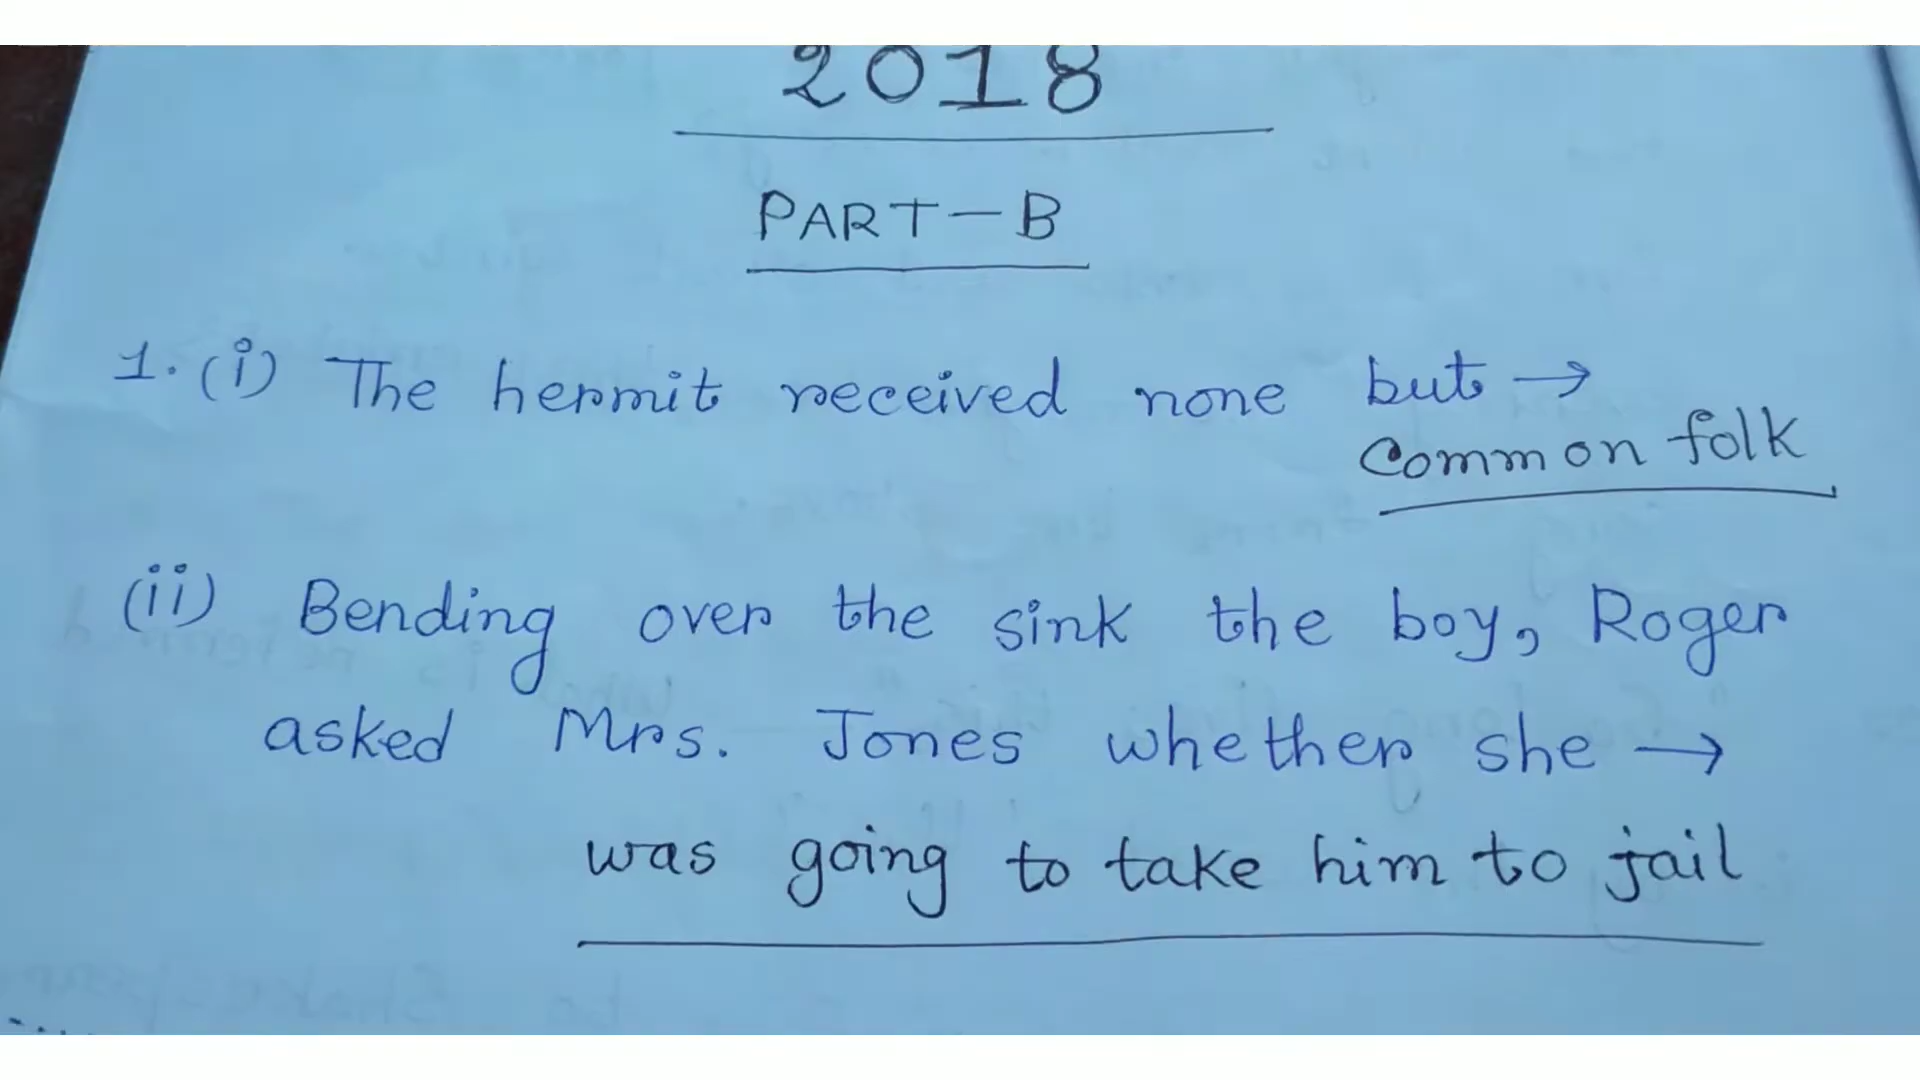 2018
PART-B
1. (i) The hermit received none but →
common folk
(ii) Bending over the sink the boy, Roger
asked Mrs. Jones whether she →
was going to take him to jail